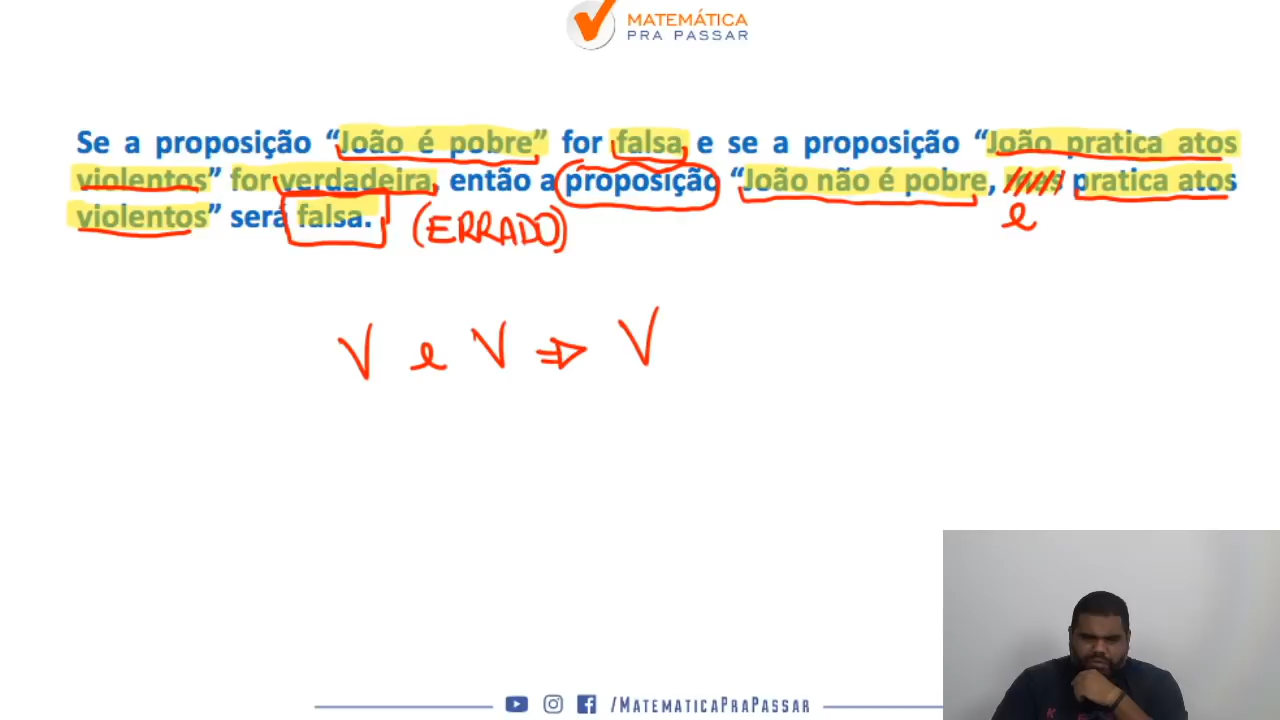 MATEMÁTICA
PRA PASSAR
Se a proposição “João é pobre” for falsa, e se a proposição “João pratica atos
violentos” for verdadeira, então a proposição “João não é pobre, mas pratica atos
violentos” será falsa. (ERRADO) e
V e V ⇒ V
/MATEMATICAPRAPASSAR